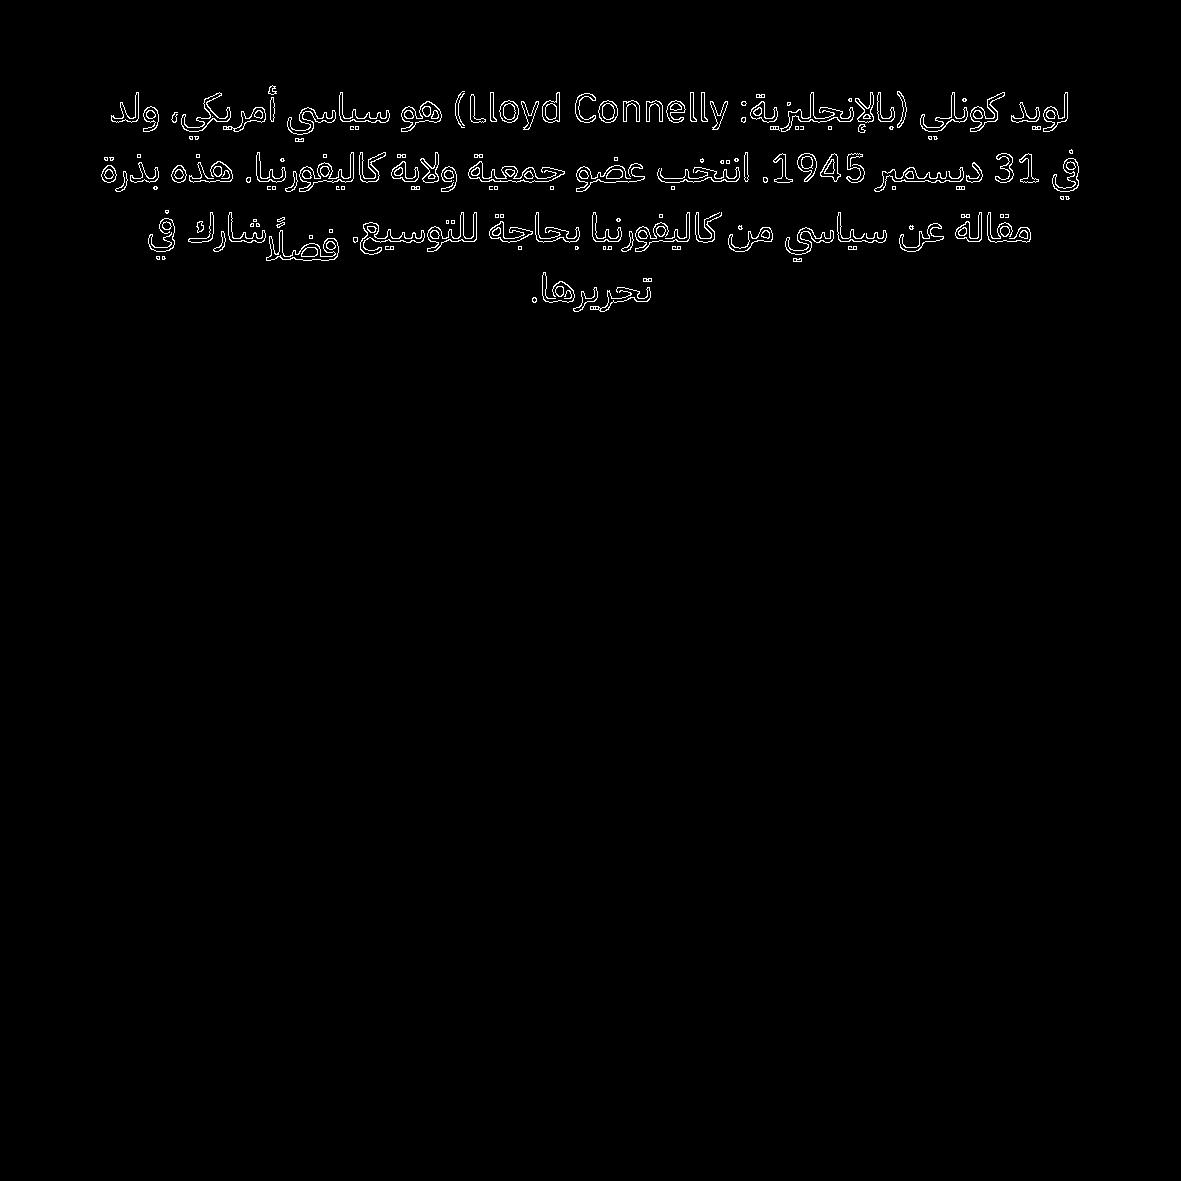 لويد كونلي (بالإنجليزية: Lloyd Connelly) هو سياسي أمريكي، ولد
في 31 ديسمبر 1945. انتخب عضو جمعية ولاية كاليفورنيا. هذه بذرة
مقالة عن سياسي من كاليفورنيا بحاجة للتوسيع. فضلًا شارك في
تحريرها.